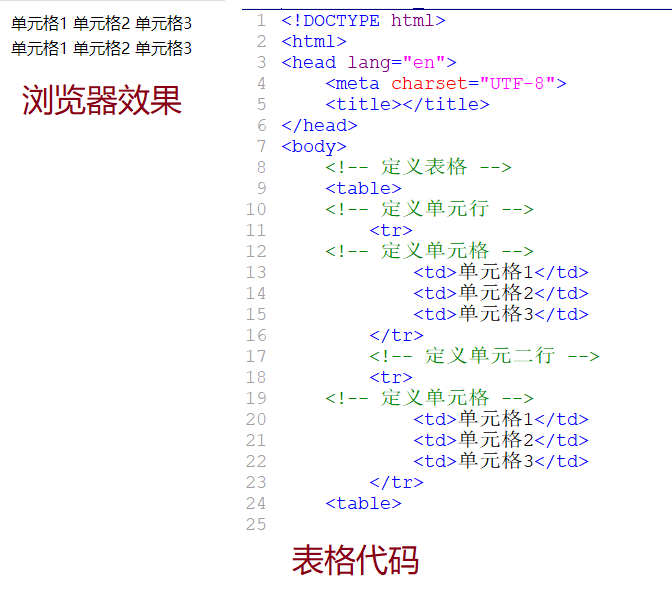 单元格1 单元格2 单元格3
单元格1 单元格2 单元格3
浏览器效果
1 <!DOCTYPE html>
2 <html>
3 <head lang="en">
4 <meta charset="UTF-8">
5 <title></title>
6 </head>
7 <body>
8 <!-- 定义表格 -->
9 <table>
10 <!-- 定义单元行 -->
11 <tr>
12 <!-- 定义单元格 -->
13 <td>单元格1</td>
14 <td>单元格2</td>
15 <td>单元格3</td>
16 </tr>
17 <!-- 定义单元二行 -->
18 <tr>
19 <!-- 定义单元格 -->
20 <td>单元格1</td>
21 <td>单元格2</td>
22 <td>单元格3</td>
23 </tr>
24 <table>
25
表格代码